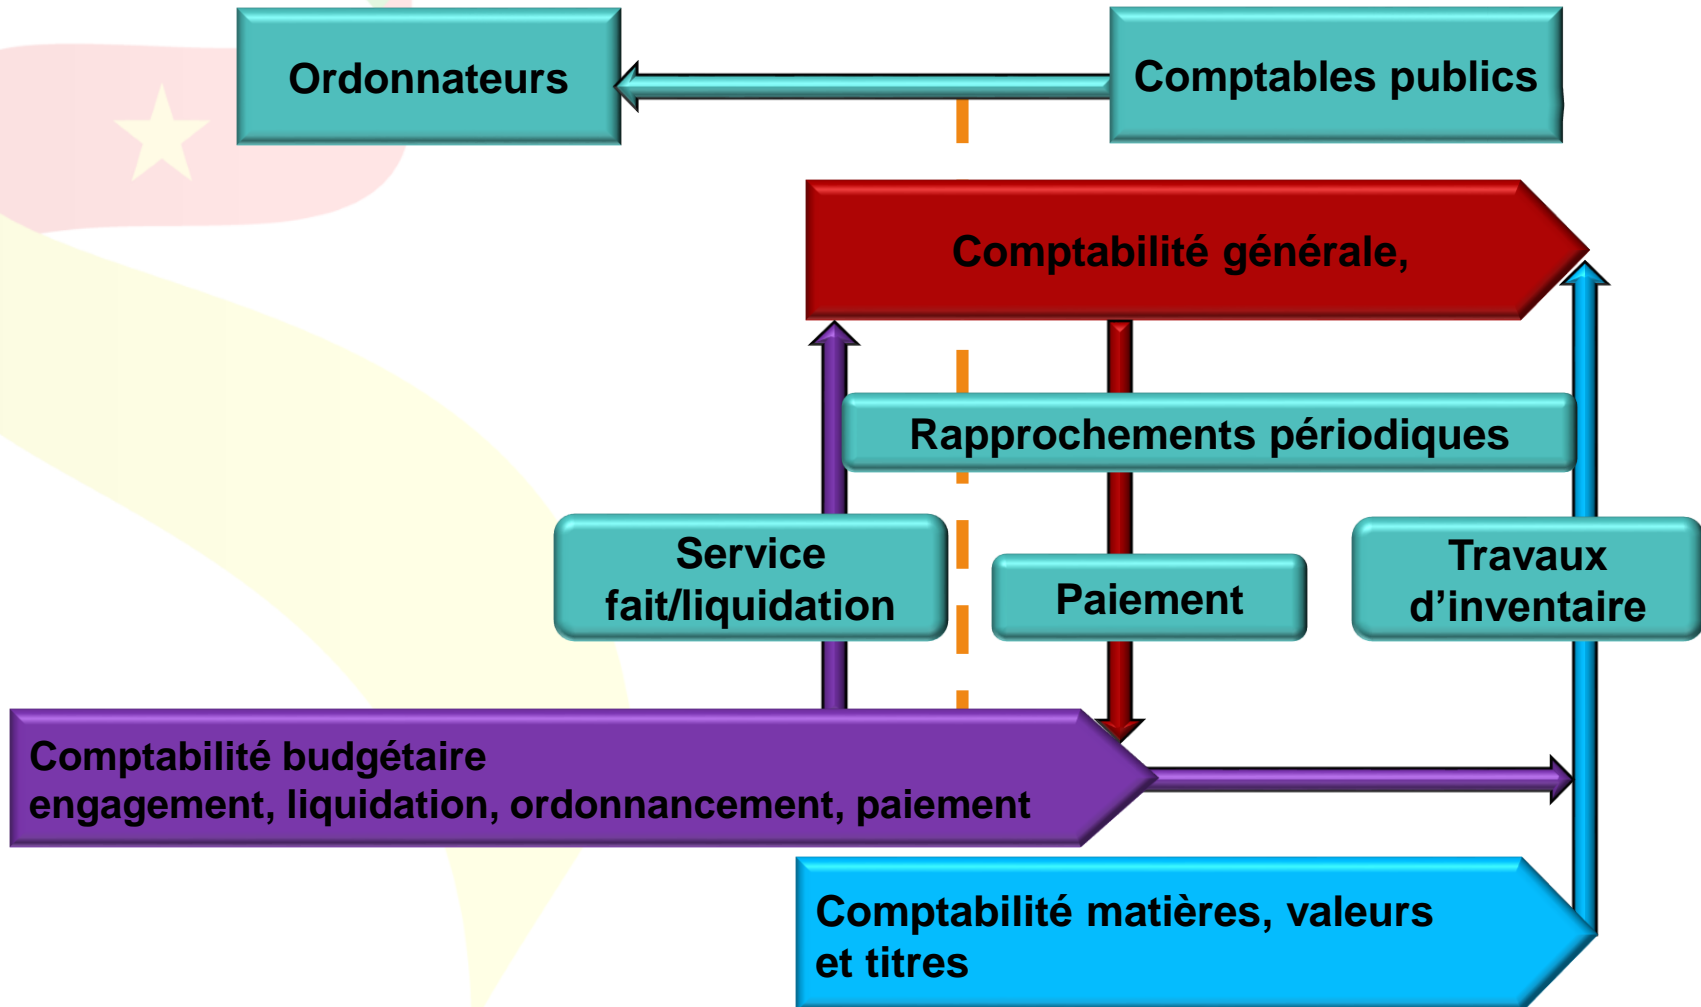 Ordonnateurs
Comptables publics
Comptabilité générale,
Rapprochements périodiques
Service
fait/liquidation
Paiement
Travaux
d’inventaire
Comptabilité budgétaire
engagement, liquidation, ordonnancement, paiement
Comptabilité matières, valeurs
et titres